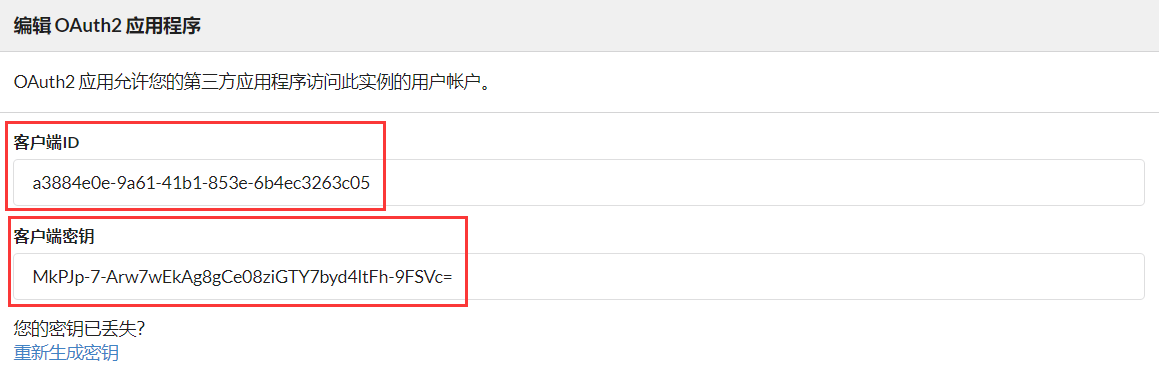 编辑 OAuth2 应用程序
OAuth2 应用允许您的第三方应用程序访问此实例的用户帐户。
客户端ID
a3884e0e-9a61-41b1-853e-6b4ec3263c05
客户端密钥
MkPJp-7-Arw7wEkAg8gCe08ziGTY7byd4ltFh-9FSVc=
您的密钥已丢失?
重新生成密钥